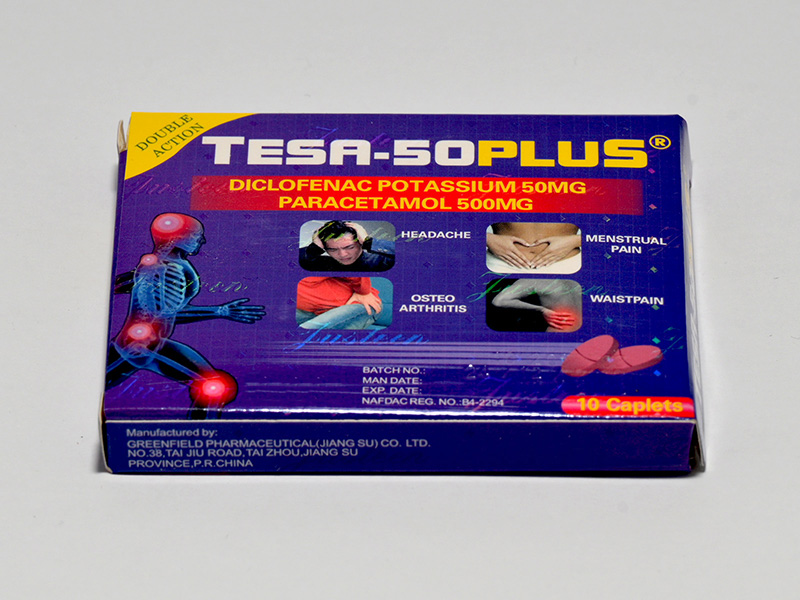 DOUBLE
ACTION
TESA-50PLUS®
DICLOFENAC POTASSIUM 50MG
PARACETAMOL 500MG
HEADACHE
MENSTRUAL
PAIN
OSTEO
ARTHRITIS
WAISTPAIN
BATCH NO.:
MAN DATE:
EXP. DATE:
NAFDAC REG. NO.:B4-2294
10 Caplets
Manufactured by:
GREENFIELD PHARMACEUTICAL(JIANG SU) CO. LTD.
NO.38,TAI JIU ROAD,TAI ZHOU,JIANG SU
PROVINCE,P.R.CHINA